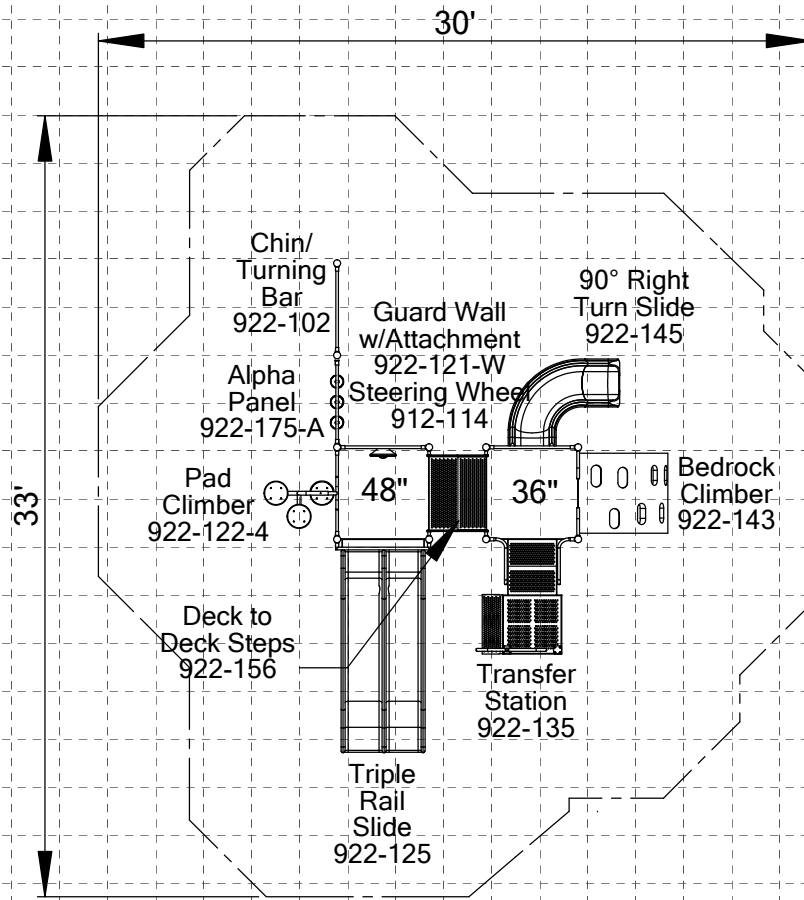 30'
33'
Chin/
Turning
Bar
922-102
Guard Wall
w/Attachment
922-121-W
Steering Wheel
912-114
90° Right
Turn Slide
922-145
Alpha
Panel
922-175-A
Pad
Climber
922-122-4
48"
36"
Bedrock
Climber
922-143
Deck to
Deck Steps
922-156
Transfer
Station
922-135
Triple
Rail
Slide
922-125